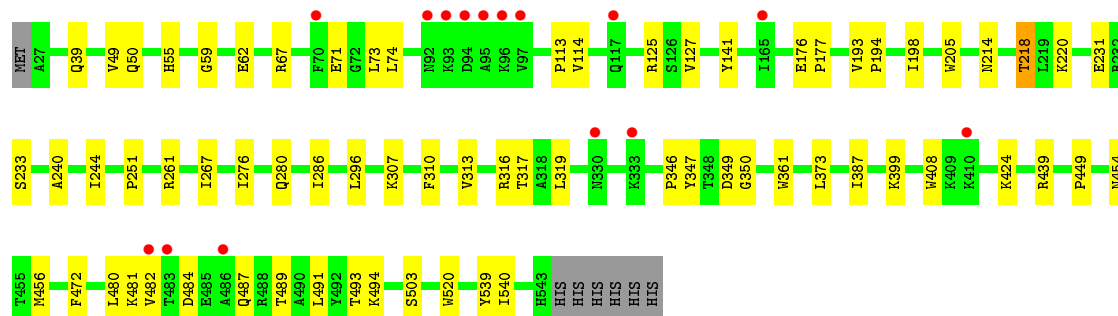 MET A27 Q39 V49 Q50 H55 G59 E62 R67 F70 E71 G72 L73 L74 N92 K93 D94 A95 K96 V97 P113 V114 Q117 R125 S126 V127 Y141 I165 E176 P177 V193 P194 I198 W205 N214 T218 L219 K220 E231 R232
S233 A240 I244 P251 R261 I267 I276 Q280 I286 L296 K307 F310 V313 R316 T317 A318 L319 N330 K333 P346 Y347 T348 D349 G350 W361 L373 I387 K399 W408 K409 K410 K424 R439 P449 N454
T455 M456 F472 L480 K481 V482 T483 D484 E485 A486 Q487 R488 T489 A490 L491 Y492 T493 K494 S503 W520 Y539 I540 H543 HIS HIS HIS HIS HIS HIS